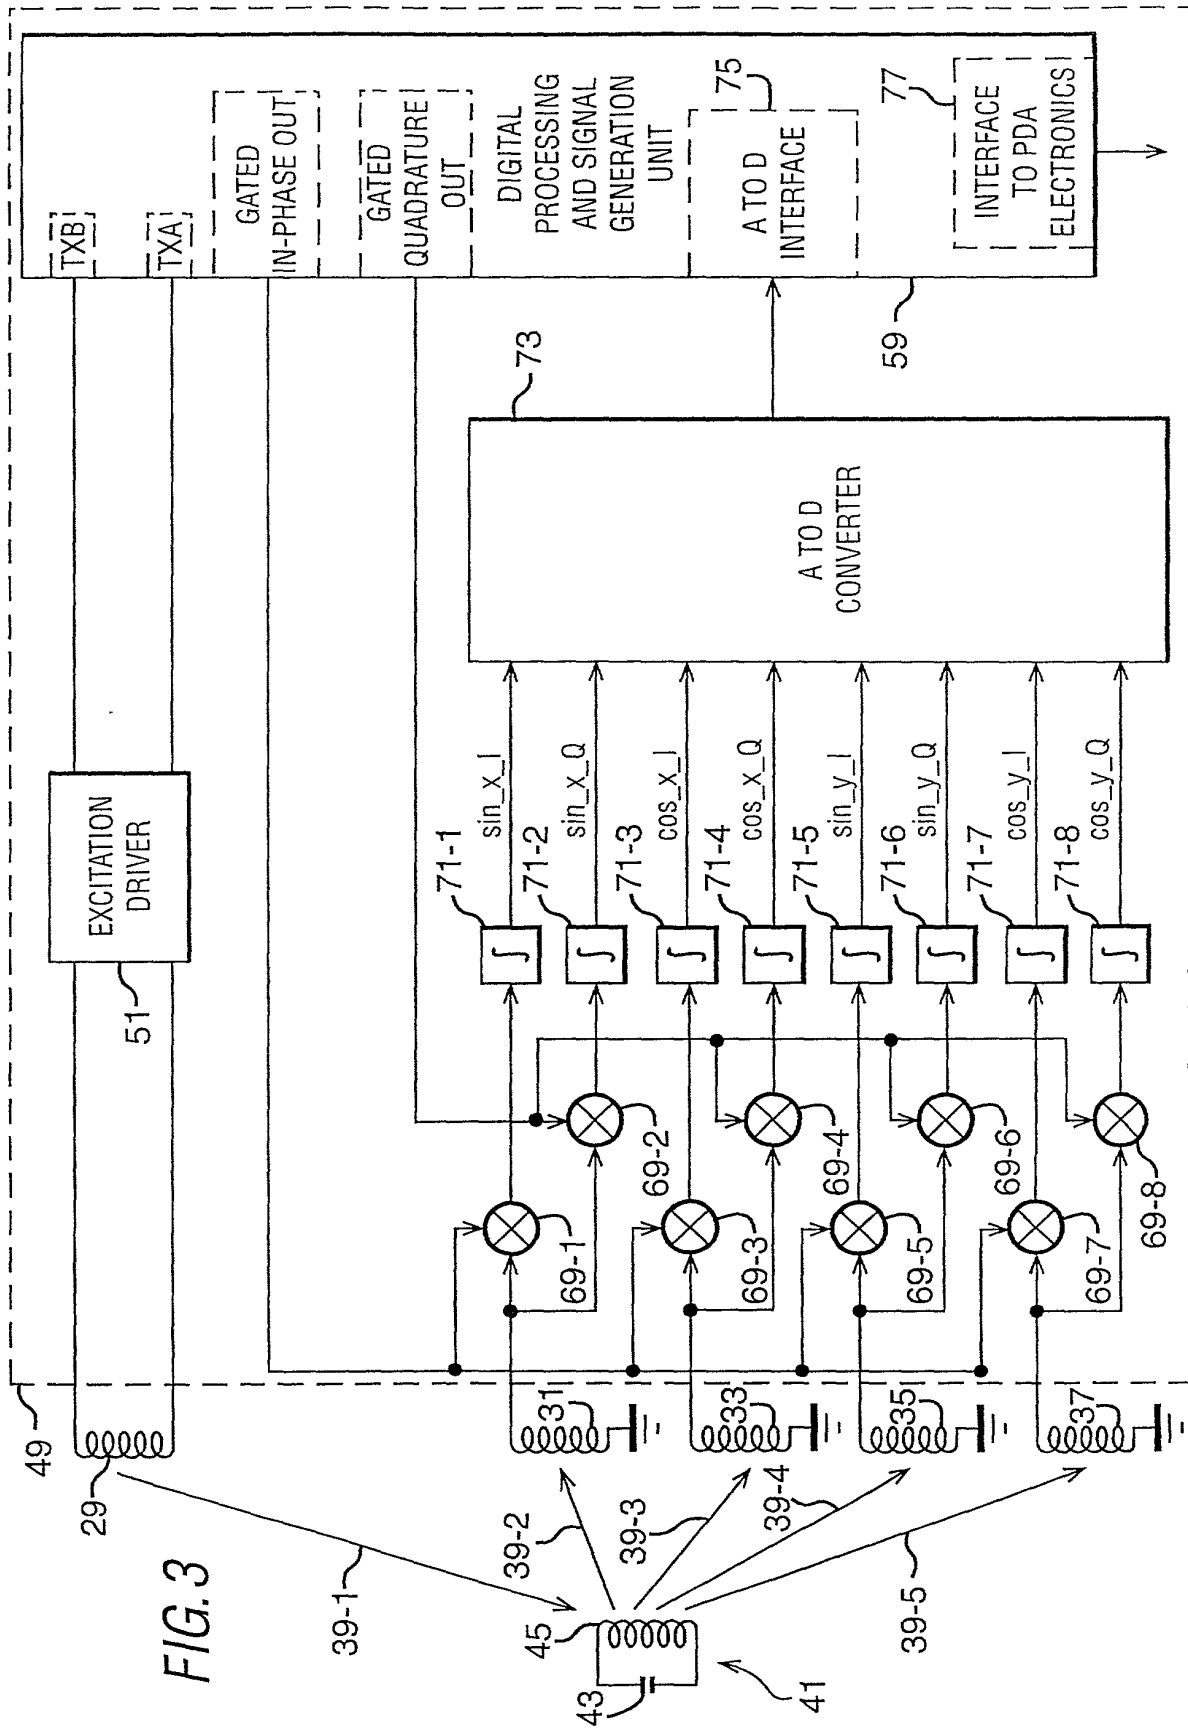 FIG. 3
49
29
51
EXCITATION
DRIVER
TXB
TXA
GATED
IN-PHASE OUT
GATED
QUADRATURE
OUT
DIGITAL
PROCESSING
AND SIGNAL
GENERATION
UNIT
A TO D
INTERFACE
75
INTERFACE
TO PDA
ELECTRONICS
77
59
73
A TO D
CONVERTER
39-1
39-2
39-3
39-4
39-5
45
43
41
31
33
35
37
69-1
69-2
69-3
69-4
69-5
69-6
69-7
69-8
71-1
71-2
71-3
71-4
71-5
71-6
71-7
71-8
∫
∫
∫
∫
∫
∫
∫
∫
sin_x_I
sin_x_Q
cos_x_I
cos_x_Q
sin_y_I
sin_y_Q
cos_y_I
cos_y_Q